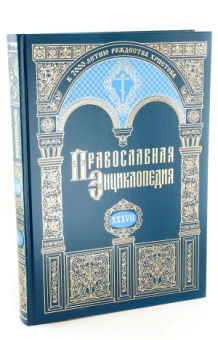 К 2000-ЛЕТИЮ РОЖДЕСТВА ХРИСТОВА
ПРАВОСЛАВНАЯ
ЭНЦИКЛОПЕДИЯ
XXXVII